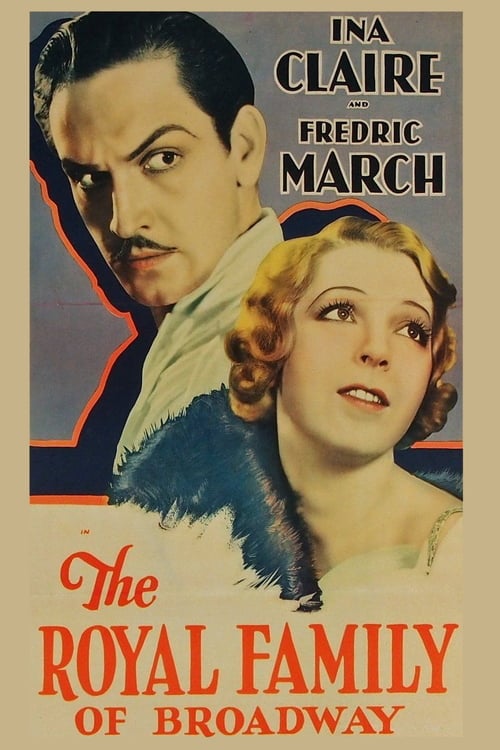 INA
CLAIRE
AND
FREDRIC
MARCH
IN
The
ROYAL FAMILY
OF BROADWAY